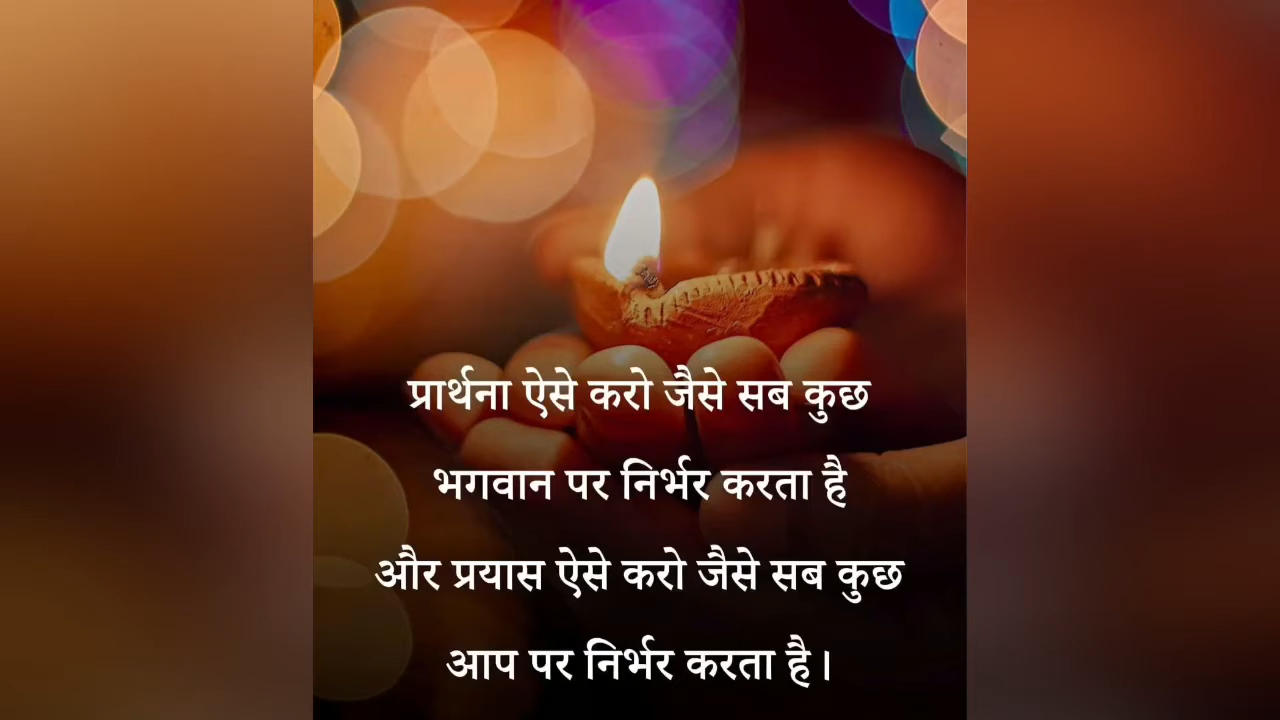 प्रार्थना ऐसे करो जैसे सब कुछ
भगवान पर निर्भर करता है
और प्रयास ऐसे करो जैसे सब कुछ
आप पर निर्भर करता है।